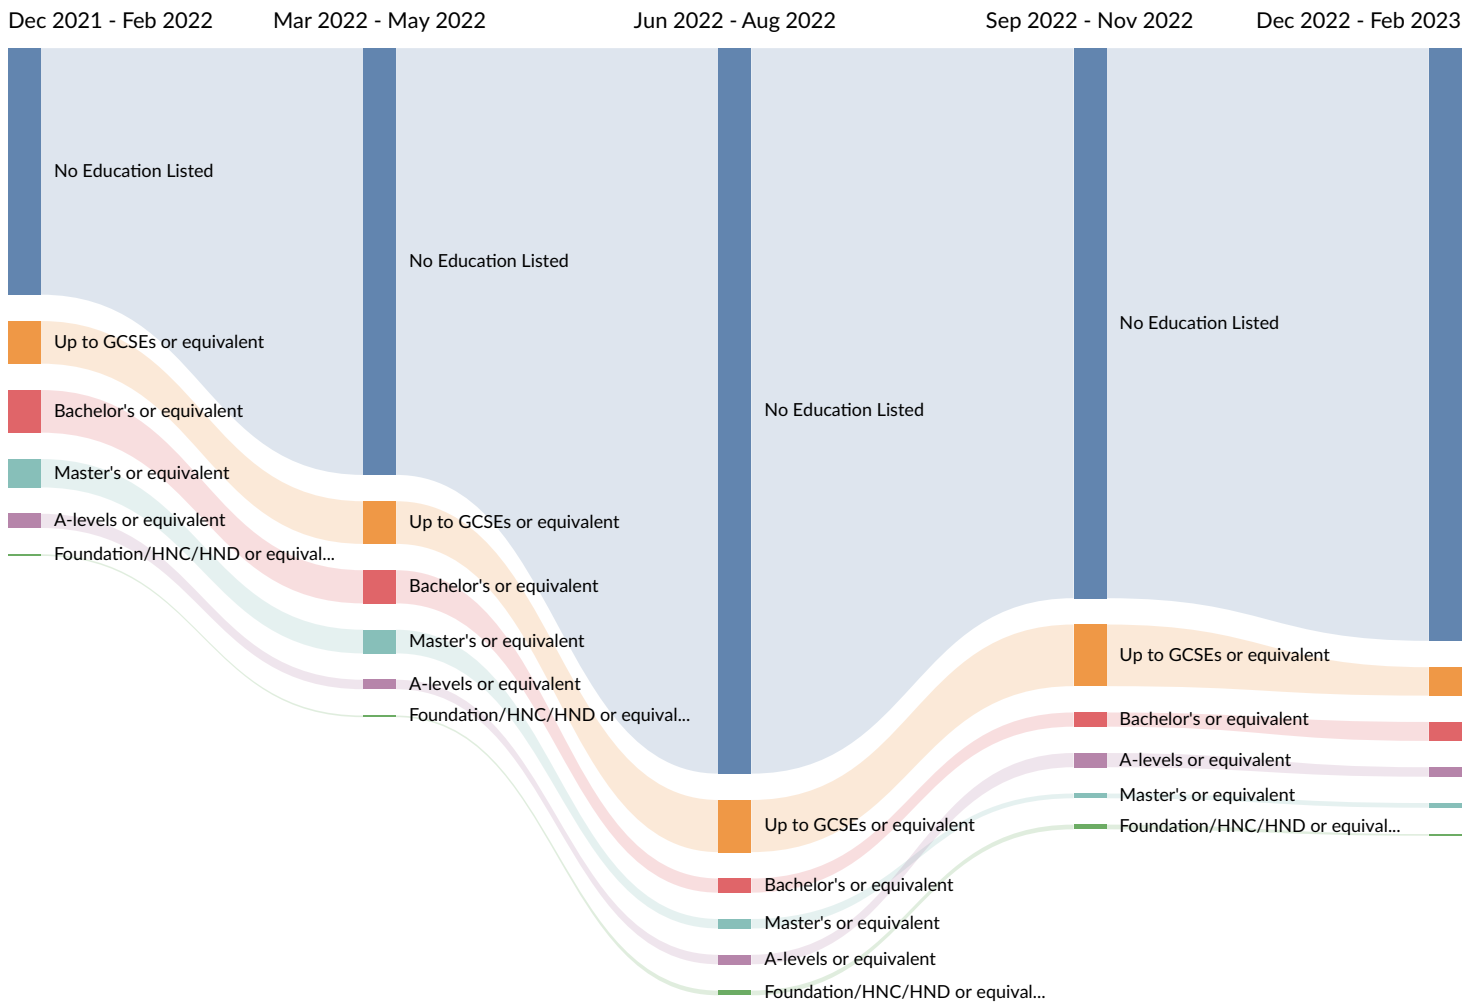 Dec 2021 - Feb 2022
Mar 2022 - May 2022
Jun 2022 - Aug 2022
Sep 2022 - Nov 2022
Dec 2022 - Feb 2023
No Education Listed
Up to GCSEs or equivalent
Bachelor's or equivalent
Master's or equivalent
A-levels or equivalent
Foundation/HNC/HND or equival...
No Education Listed
Up to GCSEs or equivalent
Bachelor's or equivalent
Master's or equivalent
A-levels or equivalent
Foundation/HNC/HND or equival...
No Education Listed
Up to GCSEs or equivalent
Bachelor's or equivalent
Master's or equivalent
A-levels or equivalent
Foundation/HNC/HND or equival...
No Education Listed
Up to GCSEs or equivalent
Bachelor's or equivalent
A-levels or equivalent
Master's or equivalent
Foundation/HNC/HND or equival...